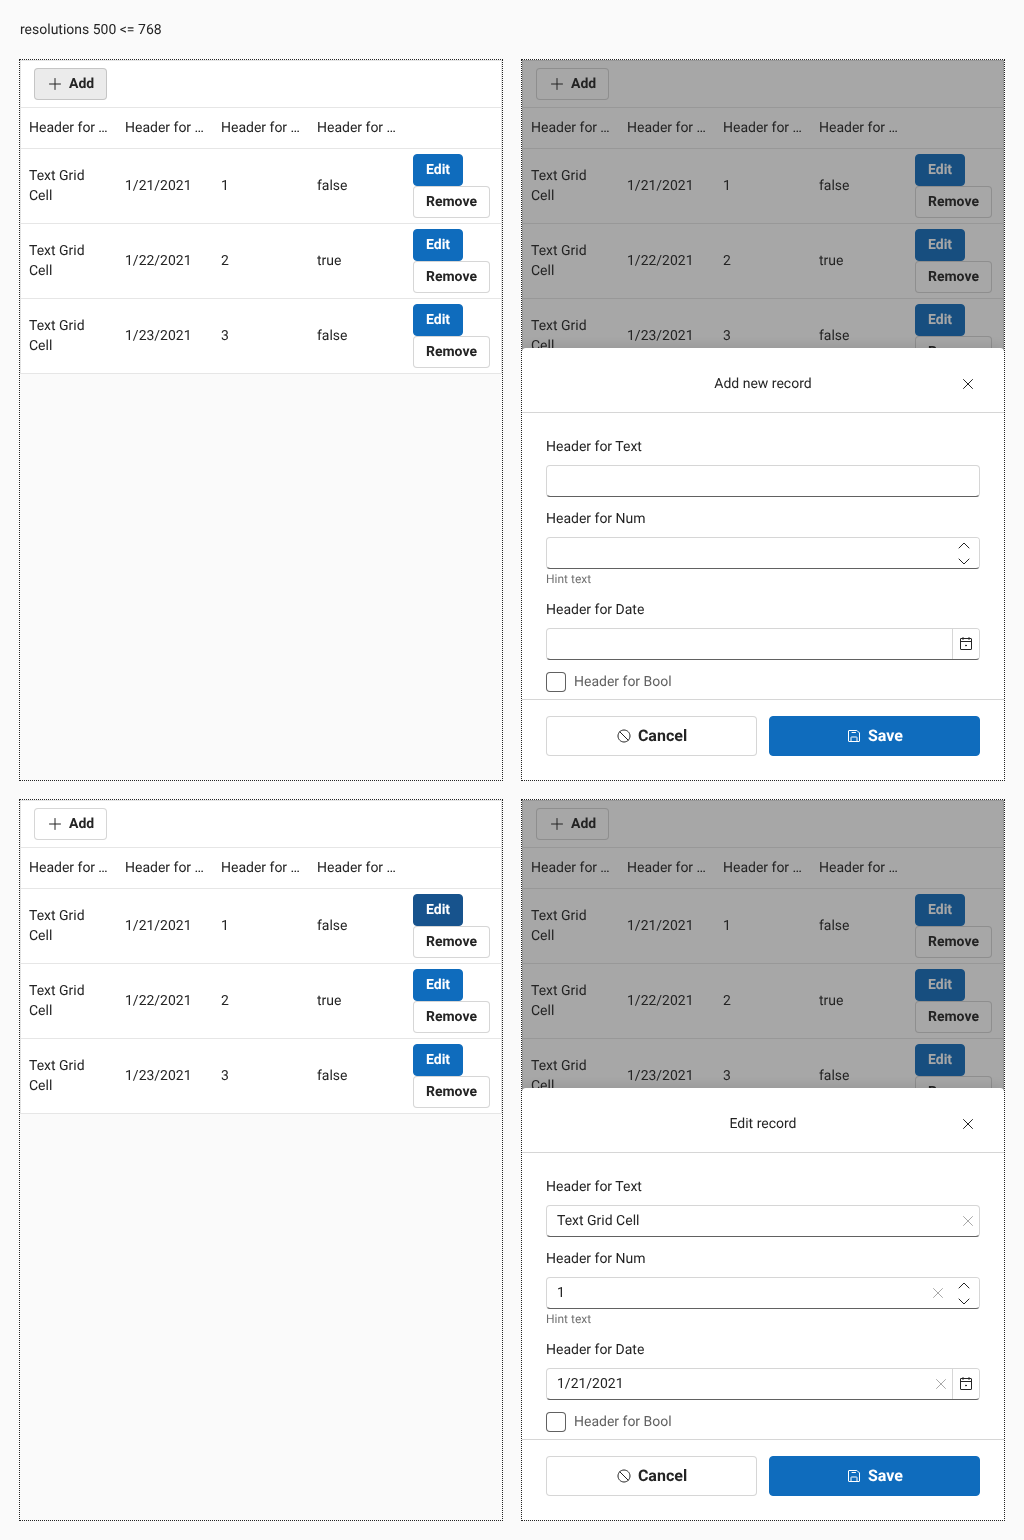 resolutions 500 <= 768
Add
Header for ... Header for ... Header for ... Header for ...
Text Grid Cell 1/21/2021 1 false Edit Remove
Text Grid Cell 1/22/2021 2 true Edit Remove
Text Grid Cell 1/23/2021 3 false Edit Remove
Add
Header for ... Header for ... Header for ... Header for ...
Text Grid Cell 1/21/2021 1 false Edit Remove
Text Grid Cell 1/22/2021 2 true Edit Remove
Text Grid Cell 1/23/2021 3 false Edit
Add new record
Header for Text
Header for Num
Hint text
Header for Date
Header for Bool
Cancel Save
Add
Header for ... Header for ... Header for ... Header for ...
Text Grid Cell 1/21/2021 1 false Edit Remove
Text Grid Cell 1/22/2021 2 true Edit Remove
Text Grid Cell 1/23/2021 3 false Edit Remove
Add
Header for ... Header for ... Header for ... Header for ...
Text Grid Cell 1/21/2021 1 false Edit Remove
Text Grid Cell 1/22/2021 2 true Edit Remove
Text Grid Cell 1/23/2021 3 false Edit
Edit record
Header for Text
Text Grid Cell
Header for Num
1
Hint text
Header for Date
1/21/2021
Header for Bool
Cancel Save